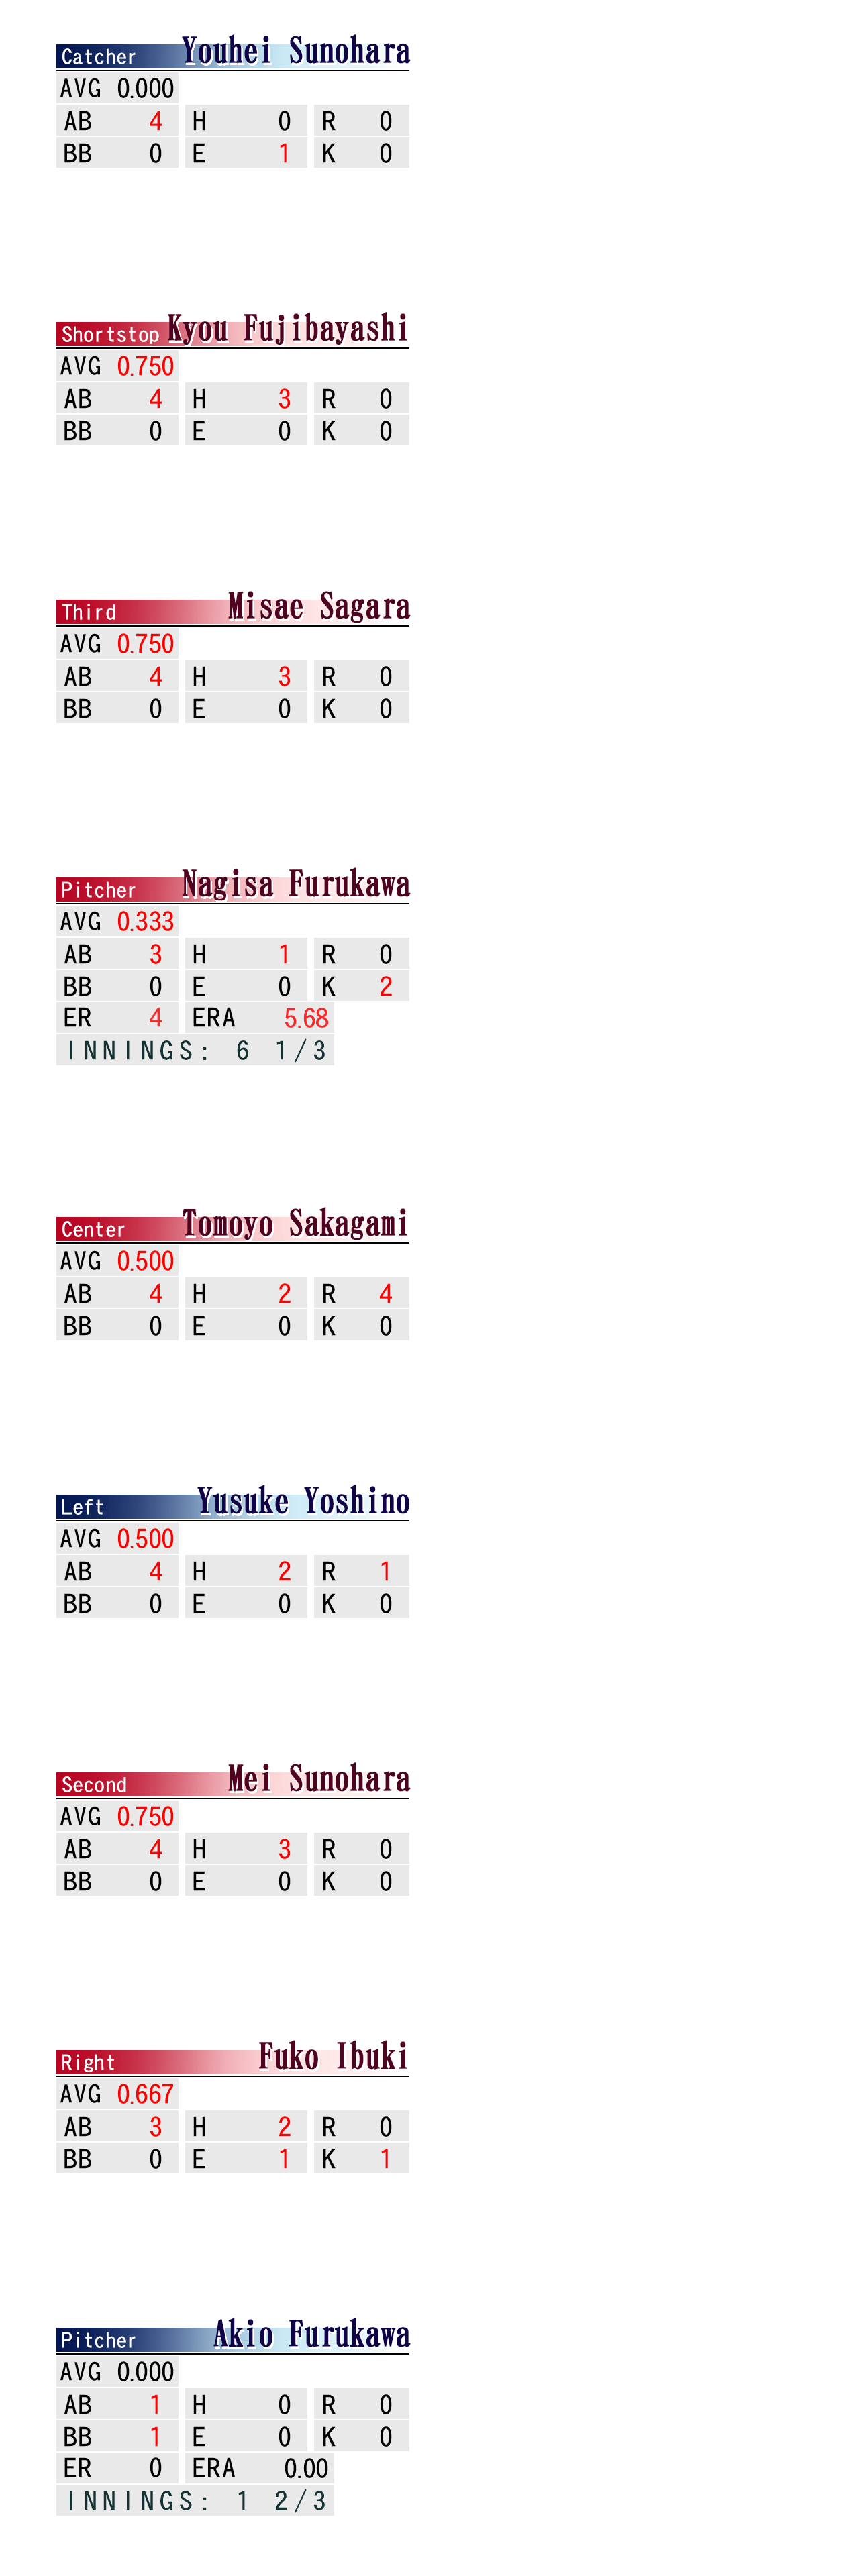 Catcher Youhei Sunohara
AVG 0.000
AB 4 H 0 R 0
BB 0 E 1 K 0
Shortstop Kyou Fujibayashi
AVG 0.750
AB 4 H 3 R 0
BB 0 E 0 K 0
Third Misae Sagara
AVG 0.750
AB 4 H 3 R 0
BB 0 E 0 K 0
Pitcher Nagisa Furukawa
AVG 0.333
AB 3 H 1 R 0
BB 0 E 0 K 2
ER 4 ERA 5.68
INNINGS: 6 1/3
Center Tomoyo Sakagami
AVG 0.500
AB 4 H 2 R 4
BB 0 E 0 K 0
Left Yusuke Yoshino
AVG 0.500
AB 4 H 2 R 1
BB 0 E 0 K 0
Second Mei Sunohara
AVG 0.750
AB 4 H 3 R 0
BB 0 E 0 K 0
Right Fuko Ibuki
AVG 0.667
AB 3 H 2 R 0
BB 0 E 1 K 1
Pitcher Akio Furukawa
AVG 0.000
AB 1 H 0 R 0
BB 1 E 0 K 0
ER 0 ERA 0.00
INNINGS: 1 2/3